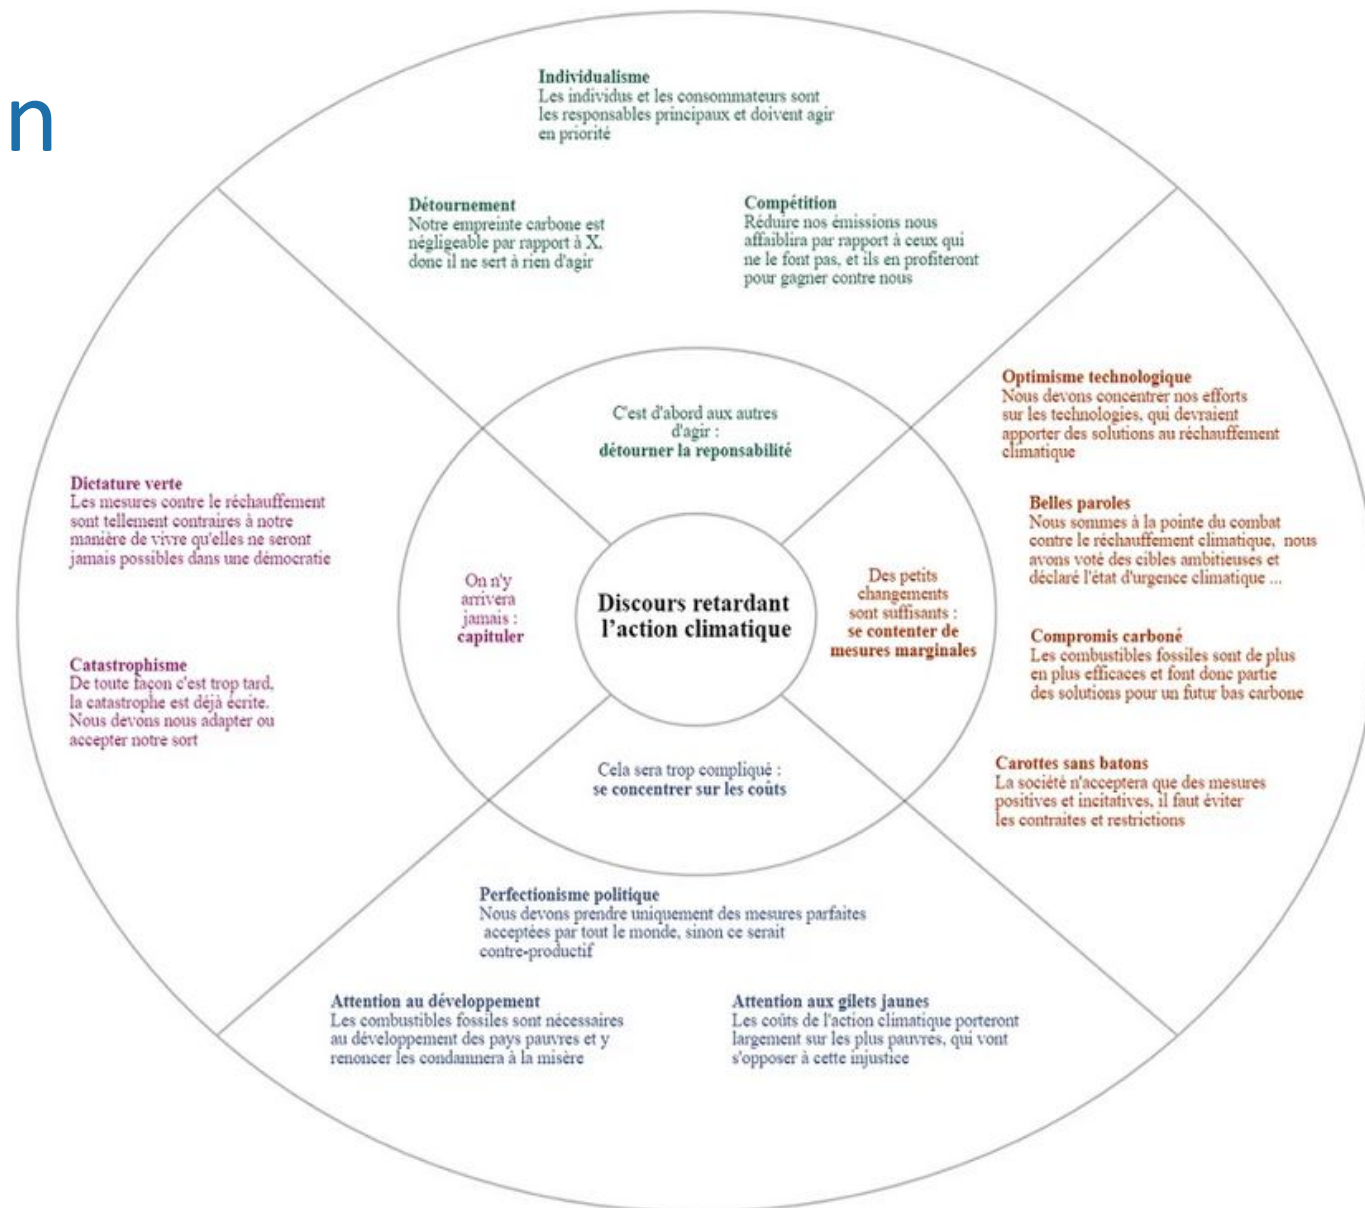 n
Individualisme
Les individus et les consommateurs sont
les responsables principaux et doivent agir
en priorité
Détournement
Notre empreinte carbone est
négligeable par rapport à X.
donc il ne sert à rien d'agir
Compétition
Réduire nos émissions nous
affaiblira par rapport à ceux qui
ne le font pas, et ils en profiteront
pour gagner contre nous
C'est d'abord aux autres
d'agir :
détourner la reponsabilité
Optimisme technologique
Nous devons concentrer nos efforts
sur les technologies, qui devraient
apporter des solutions au réchauffement
climatique
Belles paroles
Nous sommes à la pointe du combat
contre le réchauffement climatique, nous
avons voté des cibles ambitieuses et
déclaré l'état d'urgence climatique ...
Compromis carboné
Les combustibles fossiles sont de plus
en plus efficaces et font donc partie
des solutions pour un futur bas carbone
Carottes sans batons
La société n'acceptera que des mesures
positives et incitatives, il faut éviter
les contraites et restrictions
Des petits
changements
sont suffisants :
se contenter de
mesures marginales
Discours retardant
l'action climatique
On n'y
arrivera
jamais :
capituler
Dictature verte
Les mesures contre le réchauffement
sont tellement contraires à notre
manière de vivre qu'elles ne seront
jamais possibles dans une démocratie
Catastrophisme
De toute façon c'est trop tard,
la catastrophe est déjà écrite.
Nous devons nous adapter ou
accepter notre sort
Cela sera trop compliqué :
se concentrer sur les coûts
Perfectionisme politique
Nous devons prendre uniquement des mesures parfaites
acceptées par tout le monde, sinon ce serait
contre-productif
Attention au développement
Les combustibles fossiles sont nécessaires
au développement des pays pauvres et y
renoncer les condamnera à la misère
Attention aux gilets jaunes
Les coûts de l'action climatique porteront
largement sur les plus pauvres, qui vont
s'opposer à cette injustice